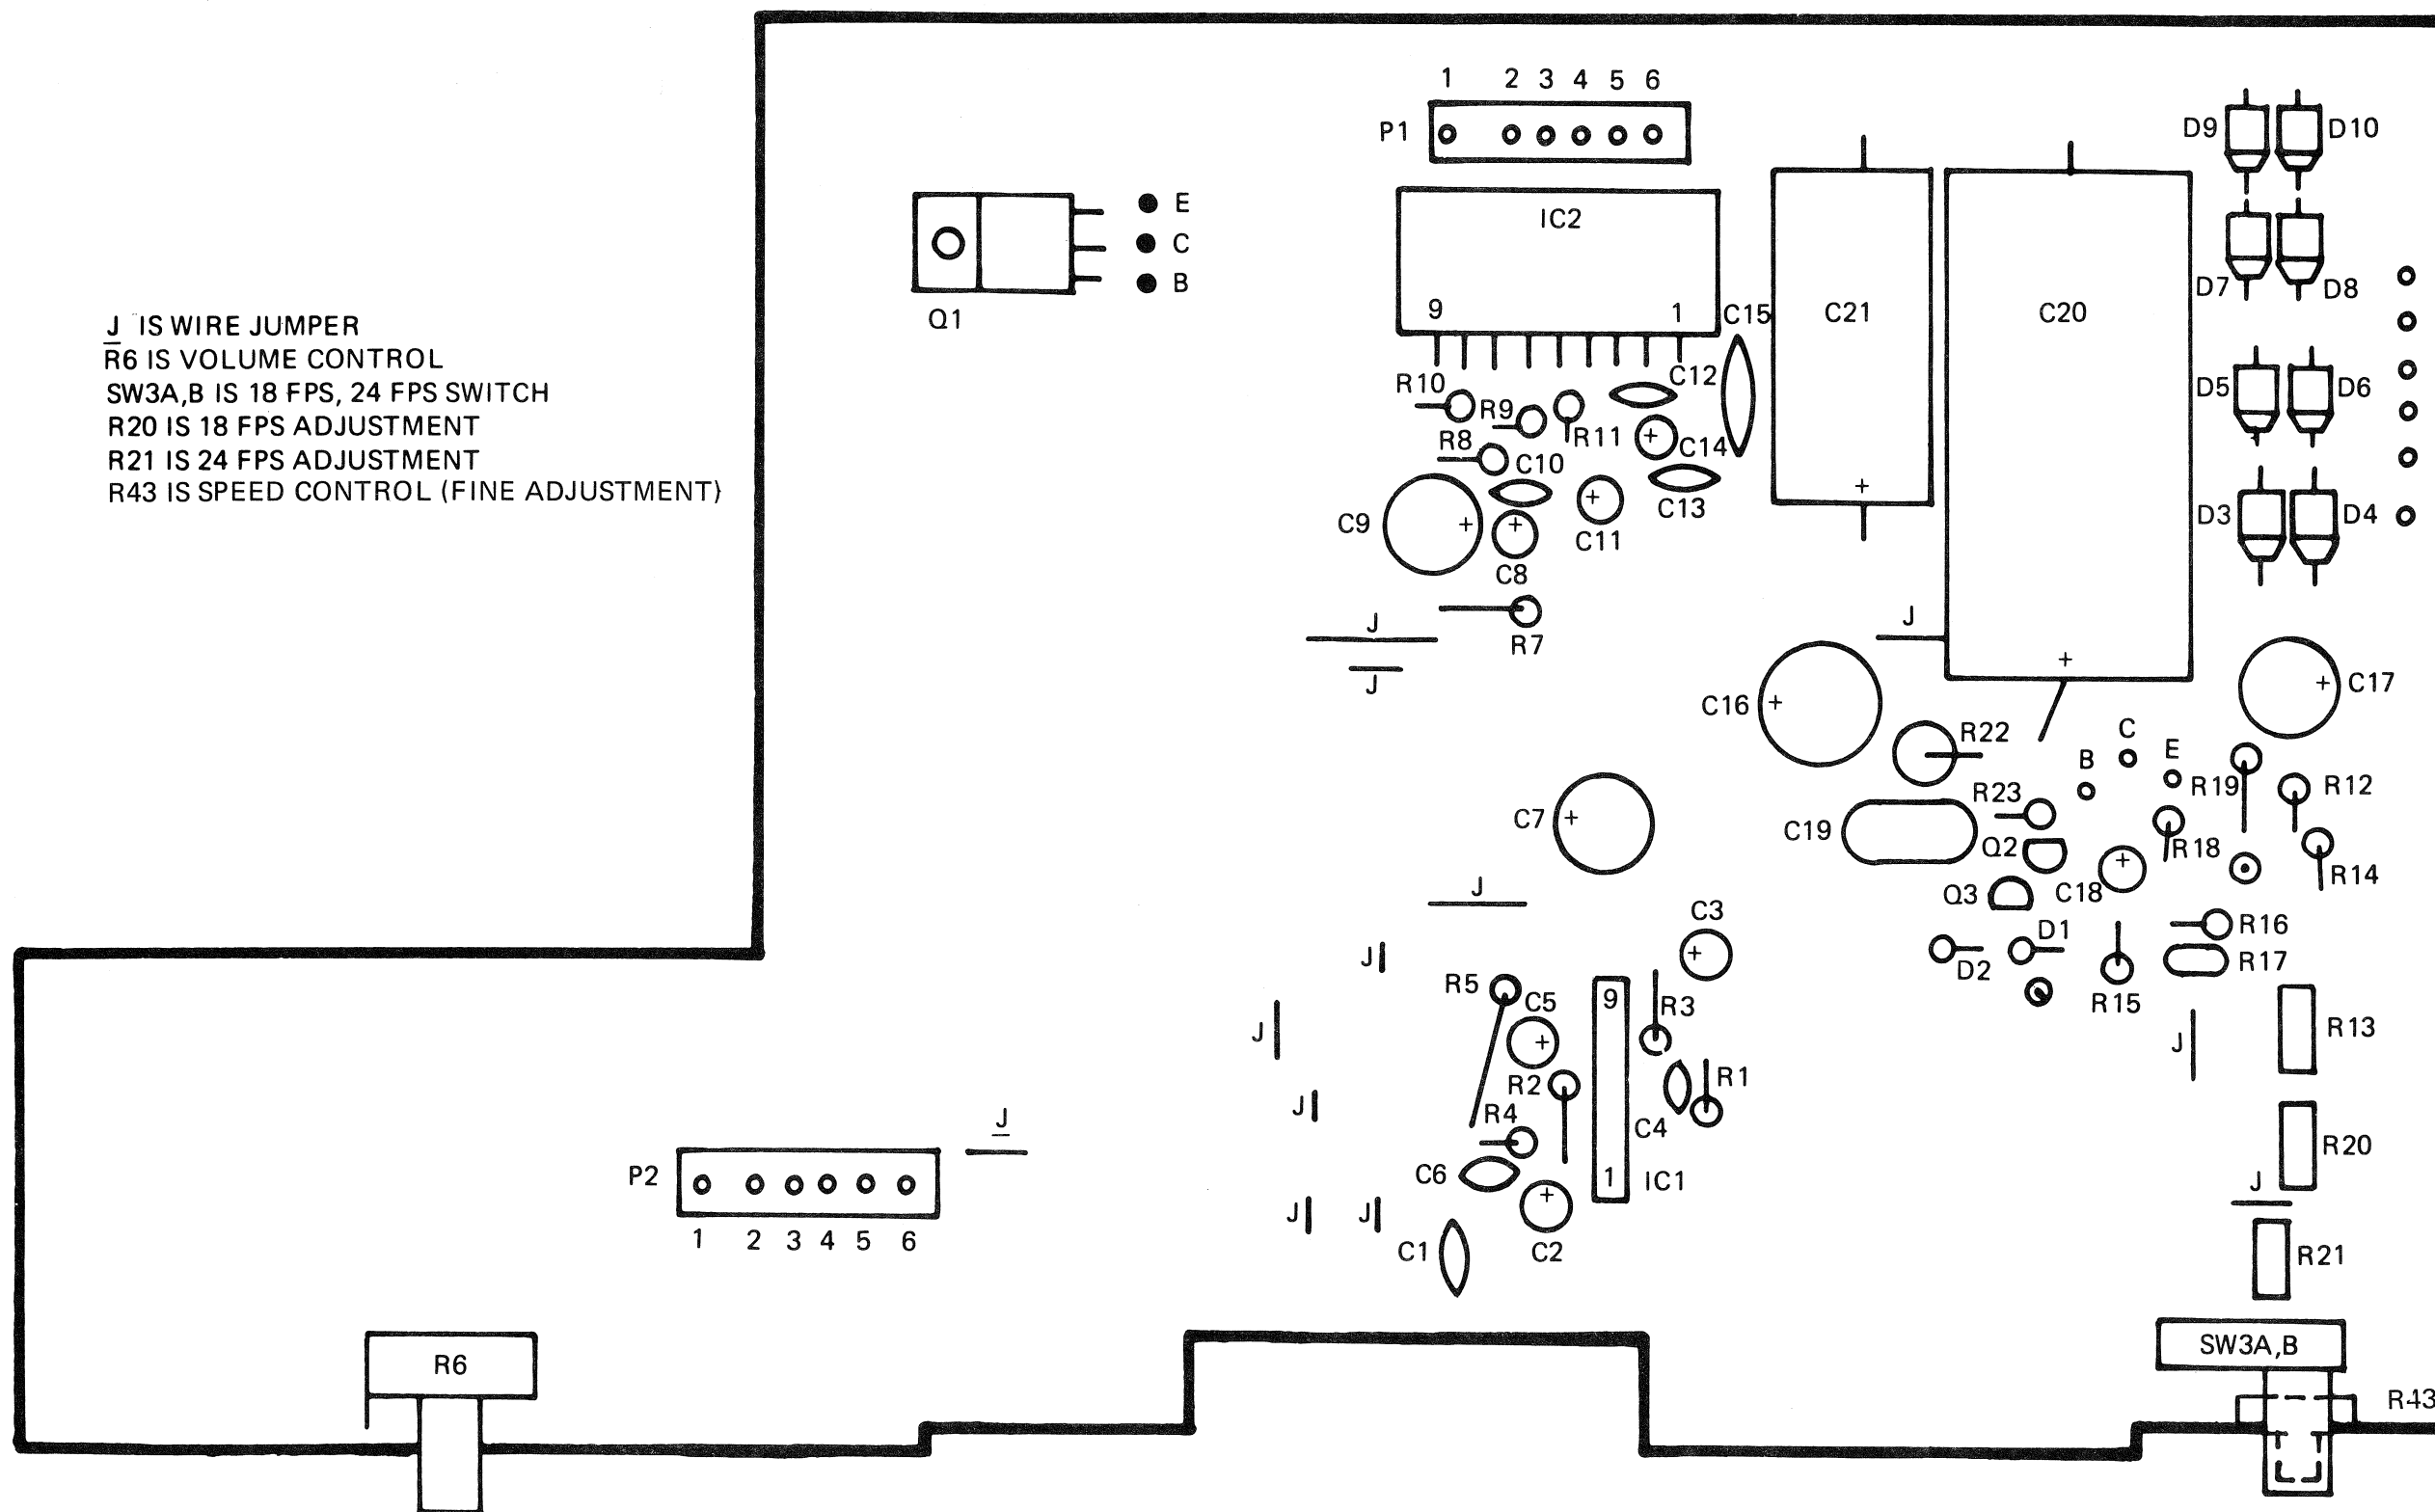 1 2 3 4 5 6
P1
D9 D10
E
C
B
Q1
IC2
9 1
C15
C21
C20
D7 D8
J IS WIRE JUMPER
R6 IS VOLUME CONTROL
SW3A,B IS 18 FPS, 24 FPS SWITCH
R20 IS 18 FPS ADJUSTMENT
R21 IS 24 FPS ADJUSTMENT
R43 IS SPEED CONTROL (FINE ADJUSTMENT)
R10
C12
R9
R11
R8
C10
C14
D5 D6
+
C9 +
+
+
C11
C13
+
C8
D3 D4
J
R7
J
J
+
C16 +
+ C17
R22
C
B
E
R19
R12
R23
C7 +
C19
Q2
R18
+
R14
Q3
C18
J
C3
+
J
D1
D2
R16
R17
R15
R5
C5
+
9
R3
J
J
R13
R2
R1
J
R4
C4
J
R20
P2
C6
1
IC1
+
J
J
J
1 2 3 4 5 6
C1
C2
R21
R6
SW3A,B
R43